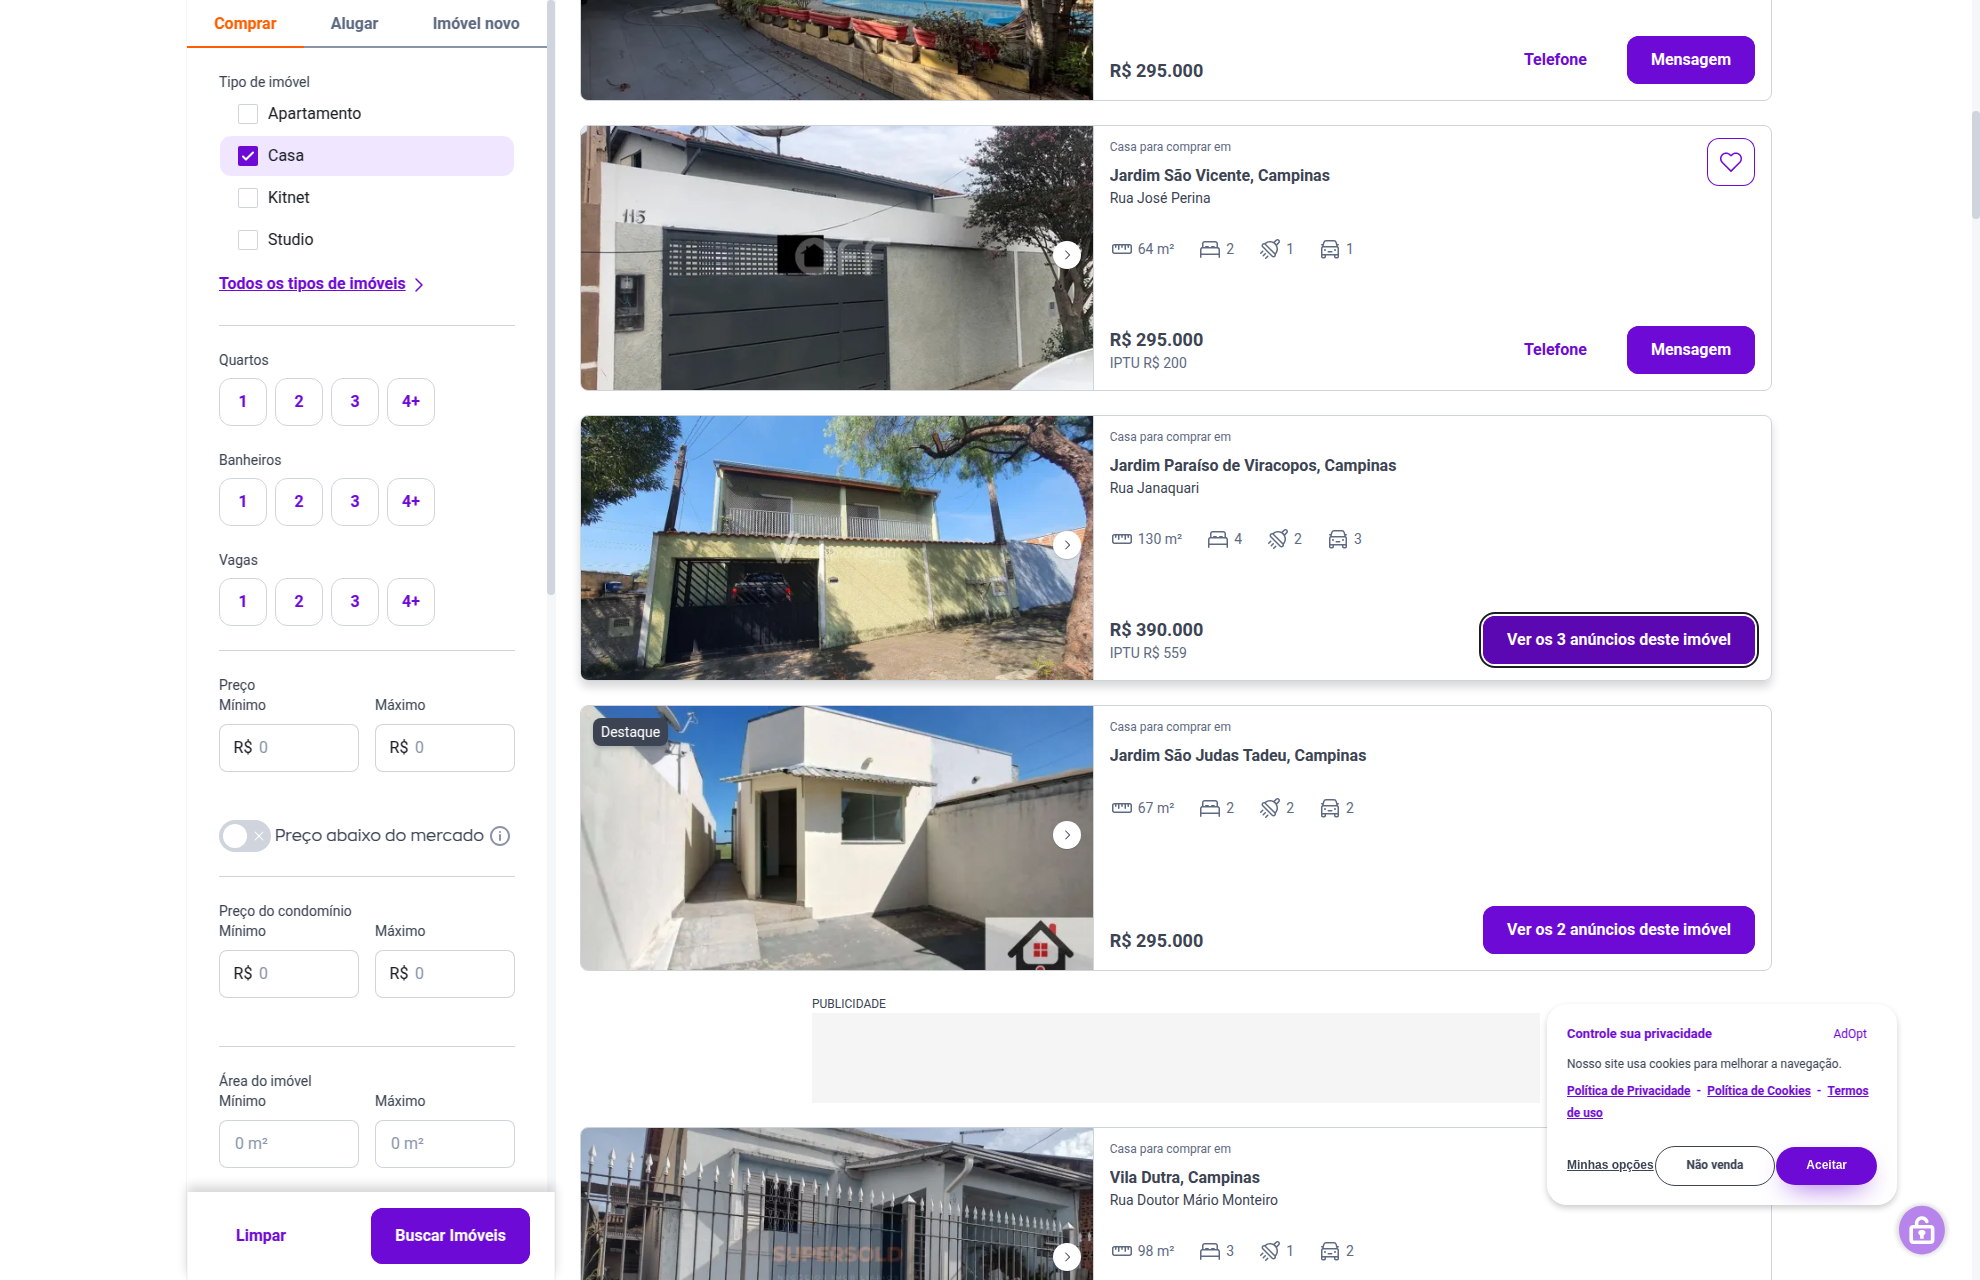 Comprar
Alugar
Imóvel novo
Tipo de imóvel
Apartamento
Casa
Kitnet
Studio
Todos os tipos de imóveis
Quartos
1
2
3
4+
Banheiros
1
2
3
4+
Vagas
1
2
3
4+
Preço
Mínimo
Máximo
R$ 0
R$ 0
Preço abaixo do mercado
Preço do condomínio
Mínimo
Máximo
R$ 0
R$ 0
Área do imóvel
Mínimo
Máximo
0 m²
0 m²
Limpar
Buscar Imóveis
R$ 295.000
Telefone
Mensagem
115
OFF
Casa para comprar em
Jardim São Vicente, Campinas
Rua José Perina
64 m²
2
1
1
R$ 295.000
IPTU R$ 200
Telefone
Mensagem
Casa para comprar em
Jardim Paraíso de Viracopos, Campinas
Rua Janaquari
130 m²
4
2
3
R$ 390.000
IPTU R$ 559
Ver os 3 anúncios deste imóvel
Destaque
Casa para comprar em
Jardim São Judas Tadeu, Campinas
67 m²
2
2
2
R$ 295.000
Ver os 2 anúncios deste imóvel
PUBLICIDADE
SUPERSOLD
Casa para comprar em
Vila Dutra, Campinas
Rua Doutor Mário Monteiro
98 m²
3
1
2
Controle sua privacidade
AdOpt
Nosso site usa cookies para melhorar a navegação.
Política de Privacidade - Política de Cookies - Termos
de uso
Minhas opções
Não venda
Aceitar